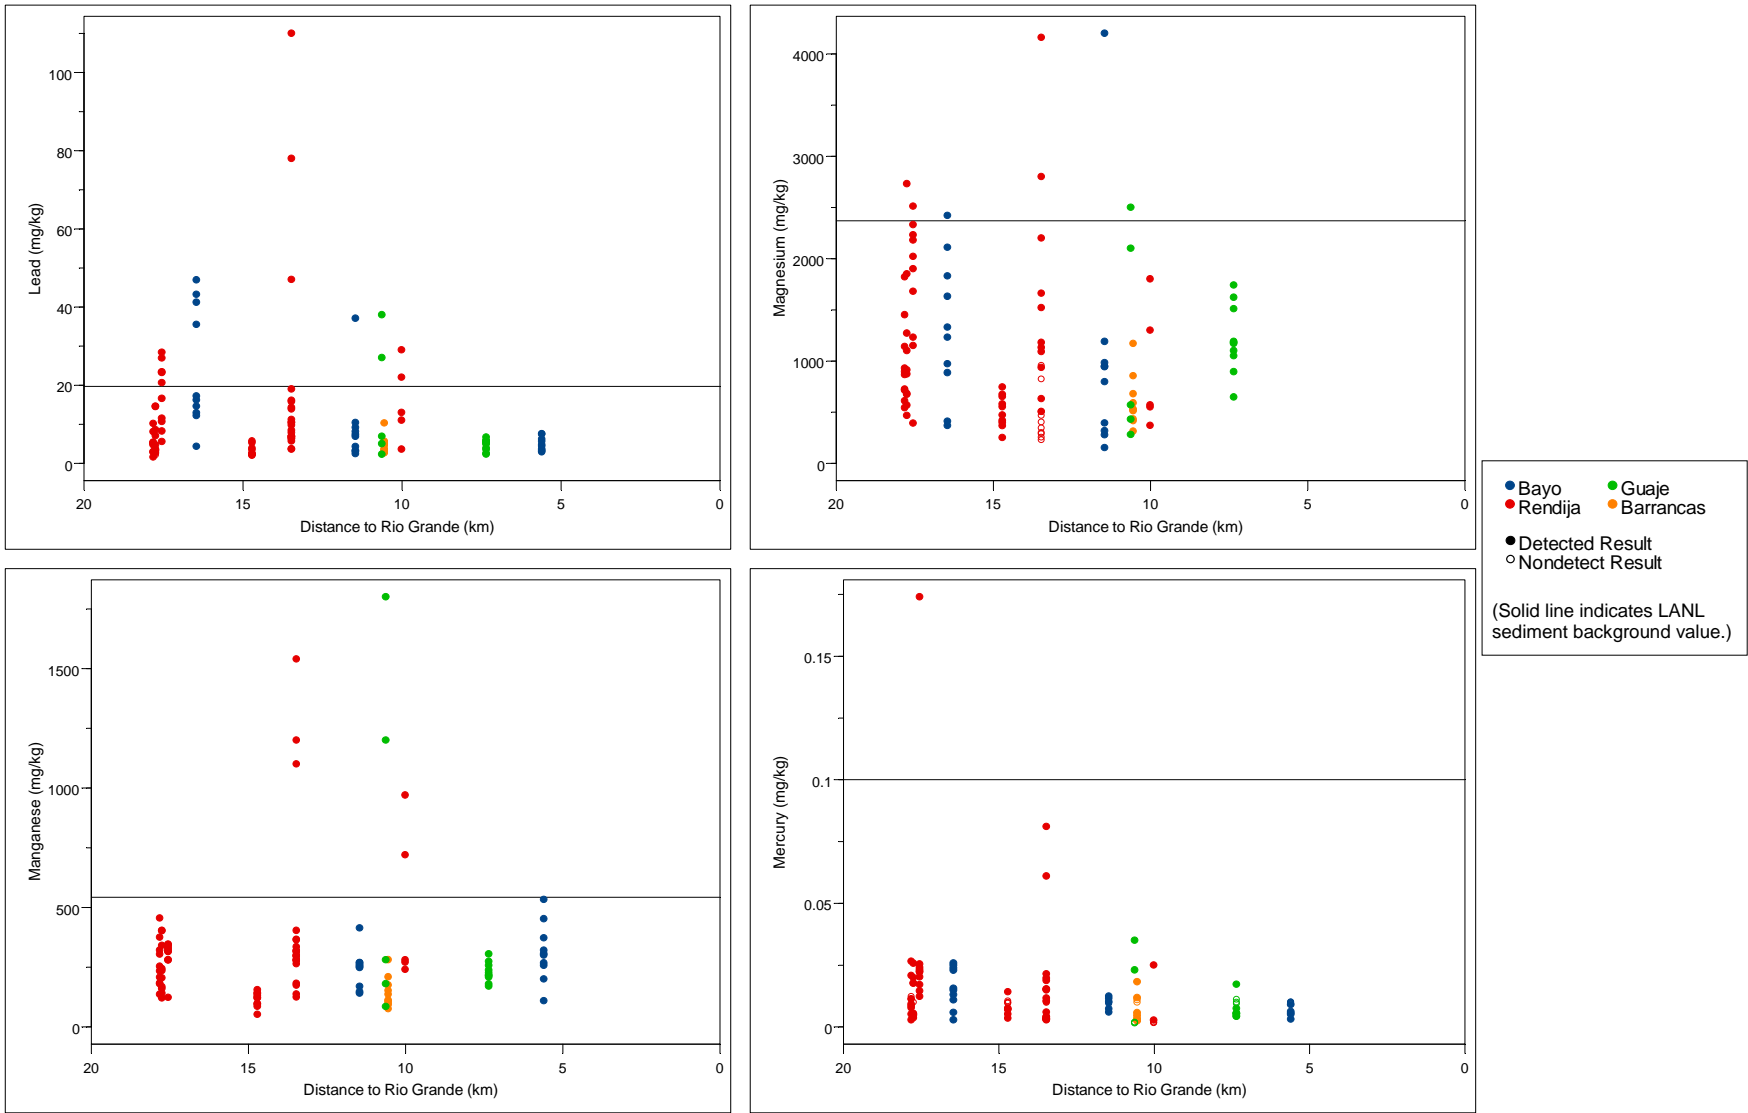 Lead (mg/kg)
100
80
60
40
20
0
20 15 10 5 0
Distance to Rio Grande (km)
Magnesium (mg/kg)
4000
3000
2000
1000
0
20 15 10 5 0
Distance to Rio Grande (km)
Manganese (mg/kg)
1500
1000
500
0
20 15 10 5 0
Distance to Rio Grande (km)
Mercury (mg/kg)
0.15
0.1
0.05
0
20 15 10 5 0
Distance to Rio Grande (km)
Bayo Guaje
Rendija Barrancas
Detected Result
Nondetect Result
(Solid line indicates LANL
sediment background value.)